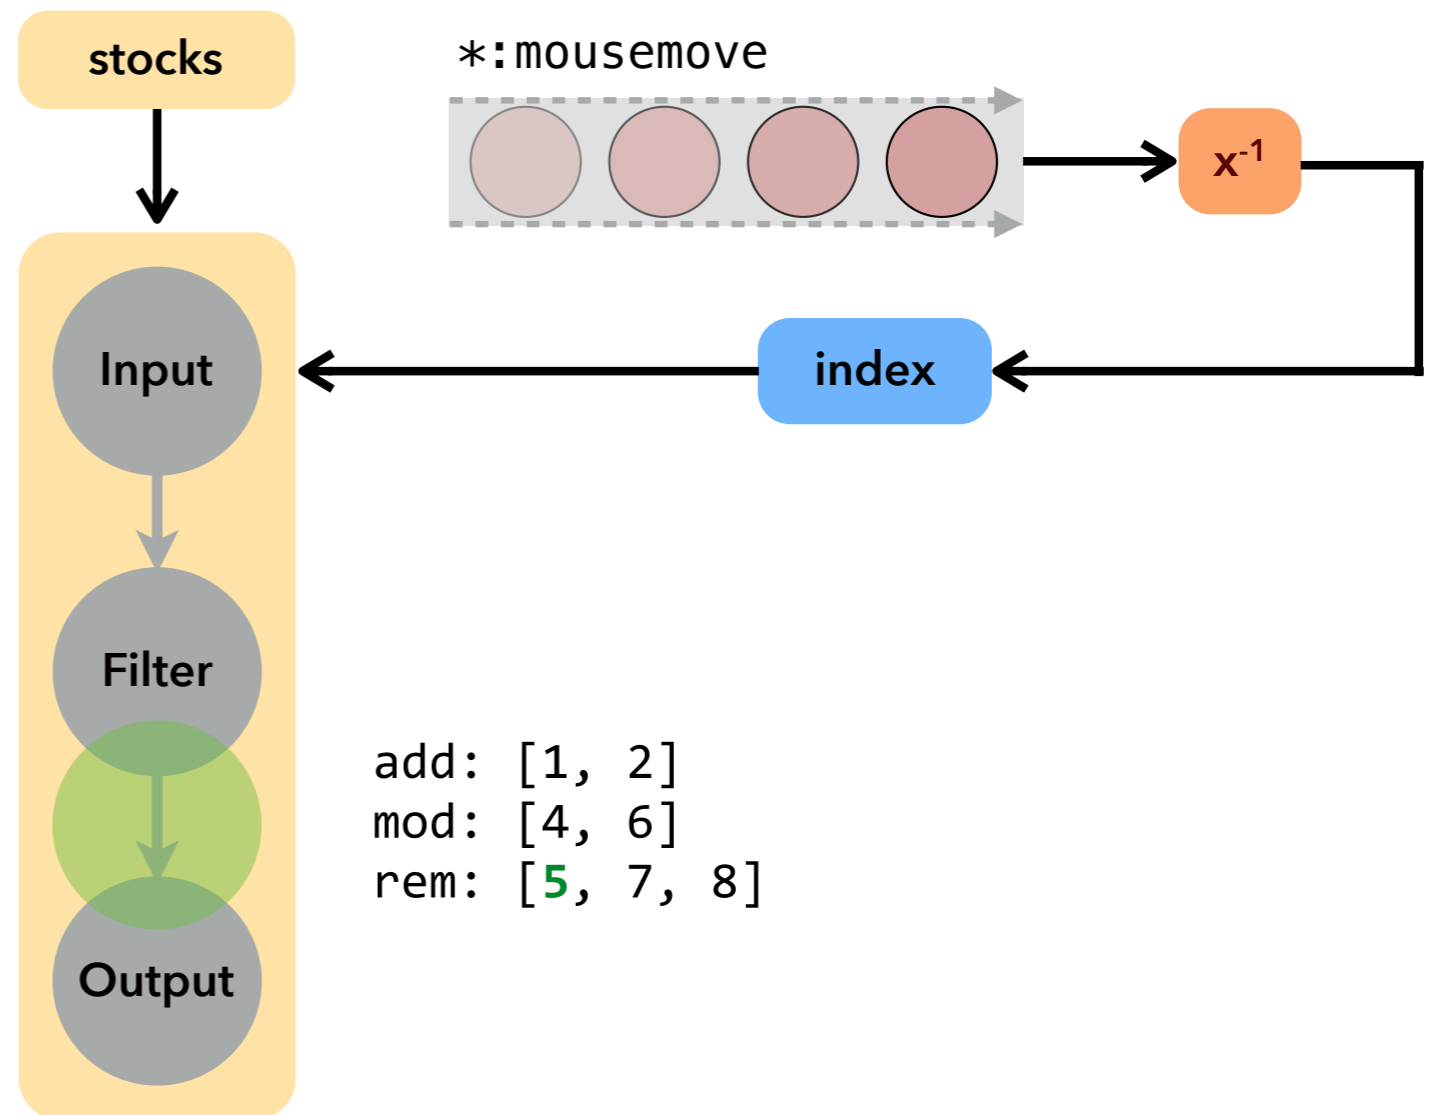 stocks
*:mousemove
x-1
Input
index
Filter
add: [1, 2]
mod: [4, 6]
rem: [5, 7, 8]
Output